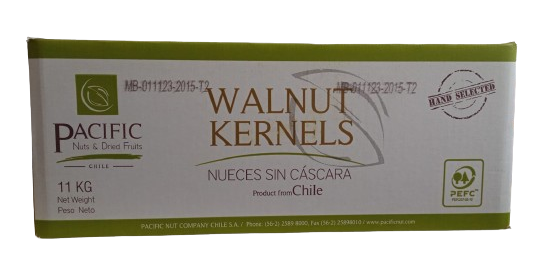 MB-011123-2015-T2
MB-011123-2015-T2
WALNUT
KERNELS
HAND SELECTED
PACIFIC
Nuts & Dried Fruits
CHILE
NUECES SIN CÁSCARA
Product from Chile
11 KG
Net Weight
Peso Neto
PEFC
PACIFIC NUT COMPANY CHILE S.A. / Phone (56-2) 2589 8000, Fax (56-2) 25898010 / www.pacificnut.com